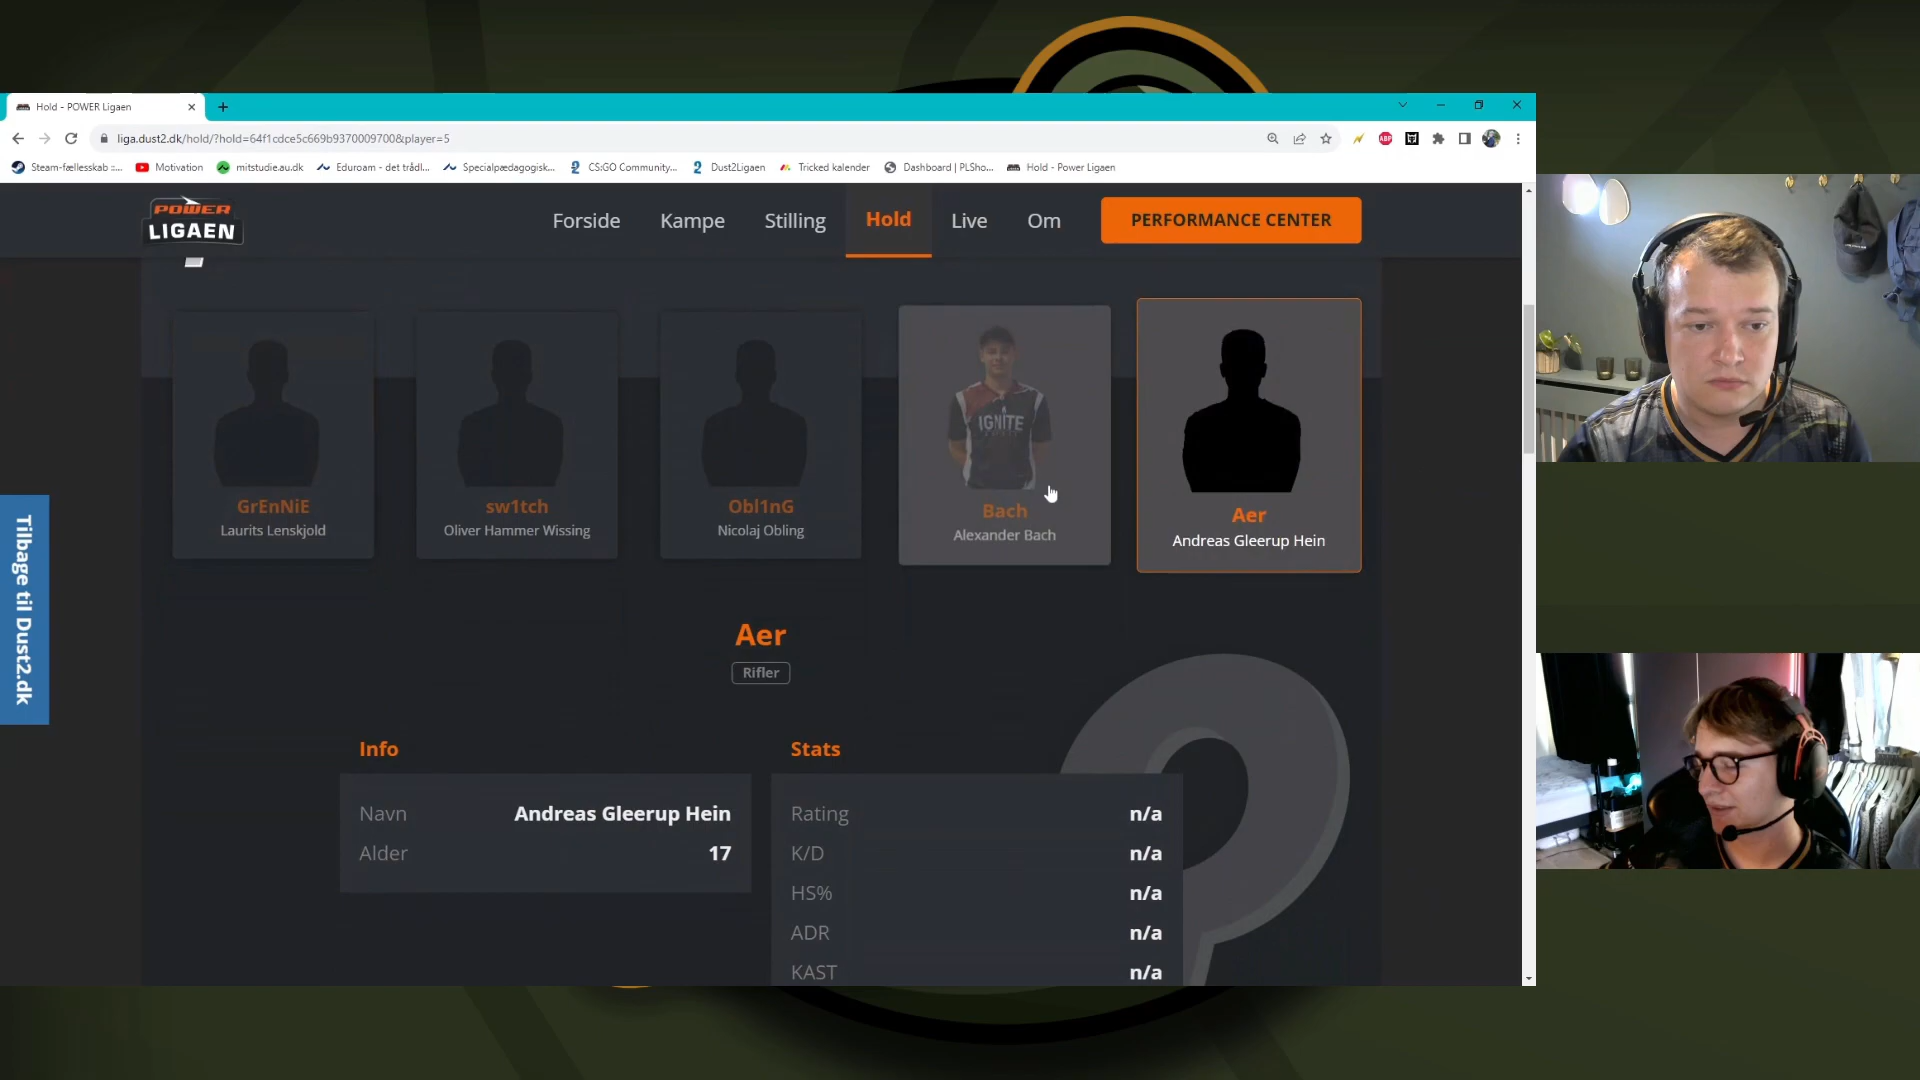 Hold - POWER Ligaen
liga.dust2.dk/hold/?hold=64f1cdce5c669b9370009700&player=5
Steam-fællesskab ::...
Motivation
mitstudie.au.dk
Eduroam - det trådl...
Specialpædagogisk...
CS:GO Community...
Dust2Ligaen
Tricked kalender
Dashboard | PLSho...
Hold - Power Ligaen
POWER
LIGAEN
Forside
Kampe
Stilling
Hold
Live
Om
PERFORMANCE CENTER
IGNITE
GrEnNiE
Laurits Lenskjold
sw1tch
Oliver Hammer Wissing
Obl1nG
Nicolaj Obling
Bach
Alexander Bach
Aer
Andreas Gleerup Hein
Tilbage til Dust2.dk
Aer
Rifler
Info
Navn Andreas Gleerup Hein
Alder 17
Stats
Rating n/a
K/D n/a
HS% n/a
ADR n/a
KAST n/a
ABP